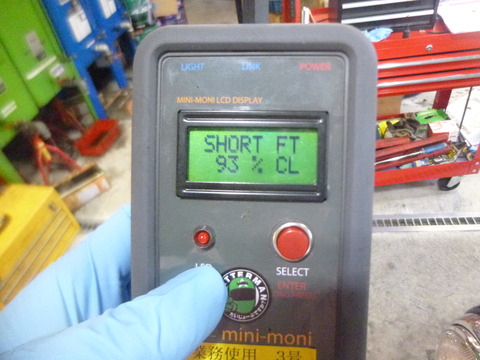 LIGHT LINK POWER
MINI-MONI LCD DISPLAY
SHORT FT
93 % CL
SELECT
ENTER
TTERMAN
mini-moni
業務使用 3号